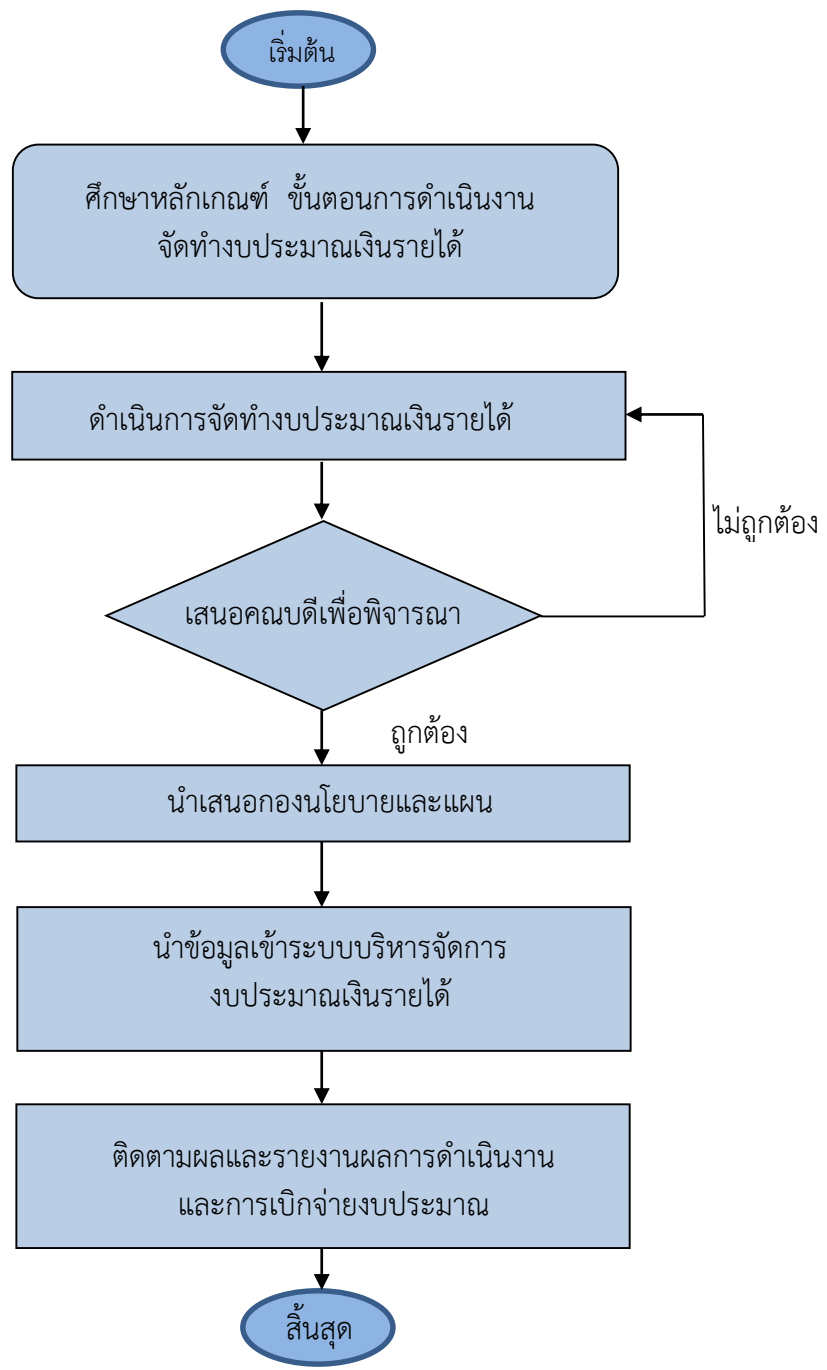 เริ่มต้น
ศึกษาหลักเกณฑ์ ขั้นตอนการดำเนินงาน
จัดทำงบประมาณเงินรายได้
ดำเนินการจัดทำงบประมาณเงินรายได้
ไม่ถูกต้อง
เสนอคณบดีเพื่อพิจารณา
ถูกต้อง
นำเสนอกองนโยบายและแผน
นำข้อมูลเข้าระบบบริหารจัดการ
งบประมาณเงินรายได้
ติดตามผลและรายงานผลการดำเนินงาน
และการเบิกจ่ายงบประมาณ
สิ้นสุด